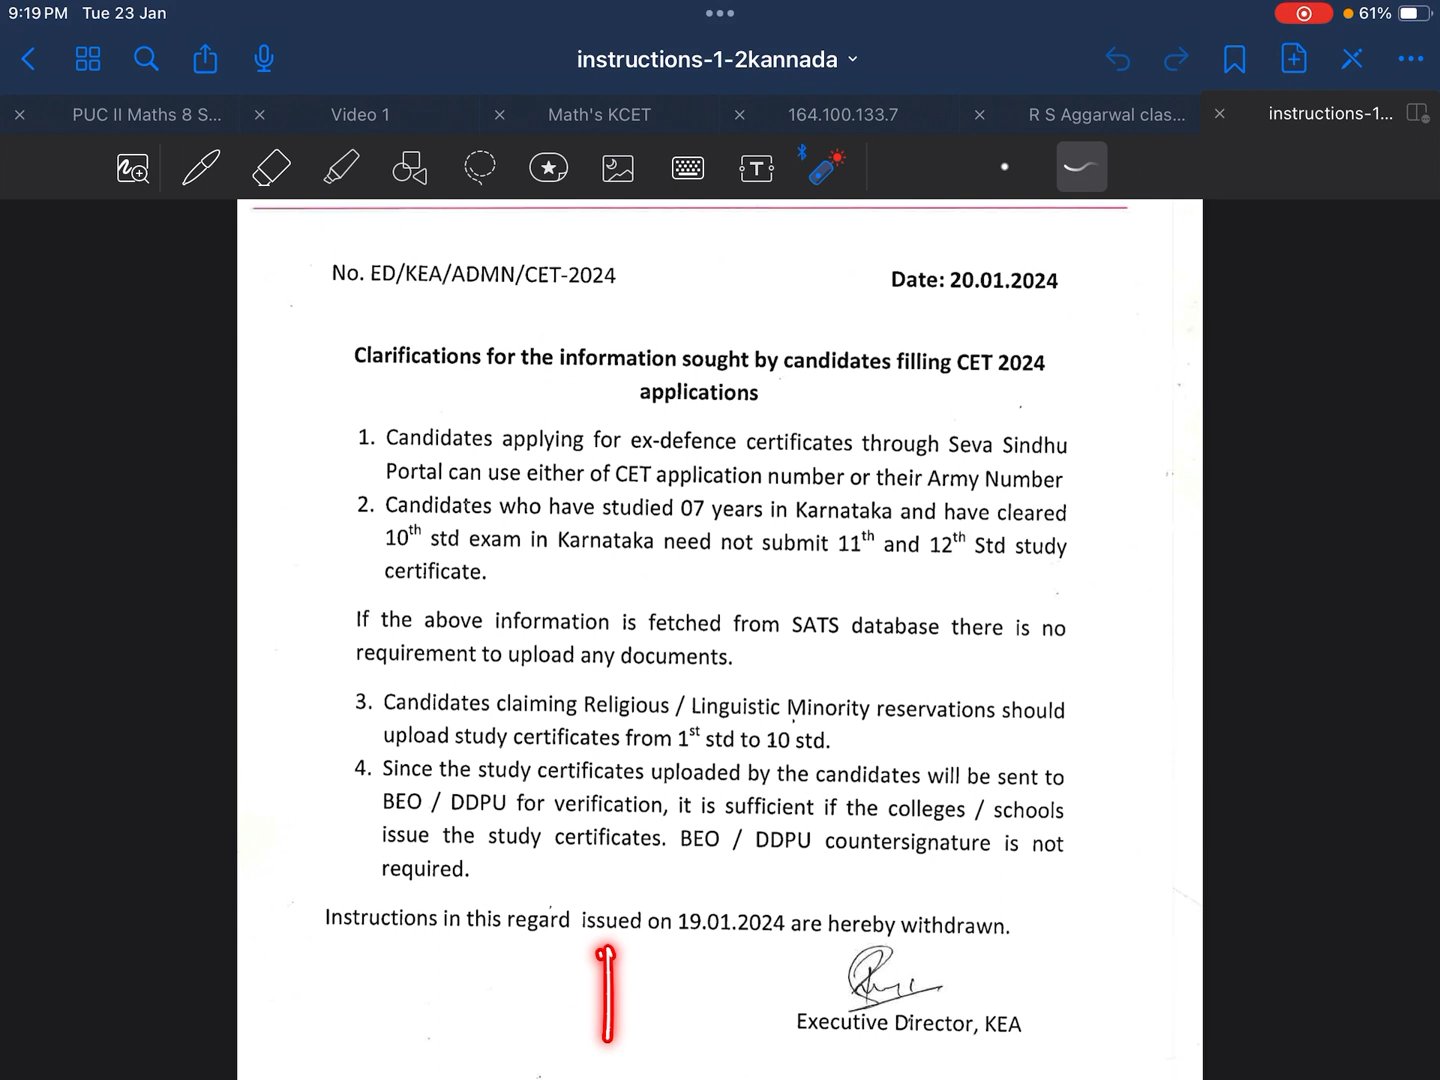 9:19 PM Tue 23 Jan
61%
instructions-1-2kannada
PUC II Maths 8 S...
Video 1
Math's KCET
164.100.133.7
R S Aggarwal clas...
instructions-1...
No. ED/KEA/ADMN/CET-2024
Date: 20.01.2024
Clarifications for the information sought by candidates filling CET 2024
applications
1. Candidates applying for ex-defence certificates through Seva Sindhu
Portal can use either of CET application number or their Army Number
2. Candidates who have studied 07 years in Karnataka and have cleared
10th std exam in Karnataka need not submit 11th and 12th Std study
certificate.
If the above information is fetched from SATS database there is no
requirement to upload any documents.
3. Candidates claiming Religious / Linguistic Minority reservations should
upload study certificates from 1st std to 10 std.
4. Since the study certificates uploaded by the candidates will be sent to
BEO / DDPU for verification, it is sufficient if the colleges / schools
issue the study certificates. BEO / DDPU countersignature is not
required.
Instructions in this regard issued on 19.01.2024 are hereby withdrawn.
Executive Director, KEA